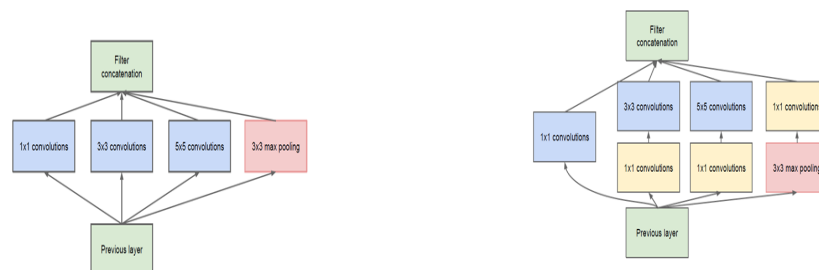 Filter
concatenation
1x1 convolutions
3x3 convolutions
5x5 convolutions
3x3 max pooling
Previous layer
Filter
concatenation
3x3 convolutions
5x5 convolutions
1x1 convolutions
1x1 convolutions
1x1 convolutions
1x1 convolutions
3x3 max pooling
Previous layer